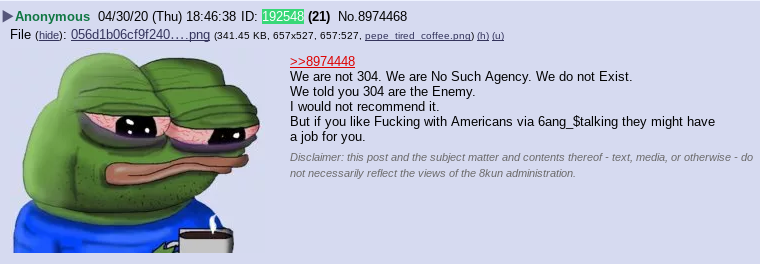 Anonymous 04/30/20 (Thu) 18:46:38 ID: 192548 (21) No.8974468
File (hide): 056d1b06cf9f240….png (341.45 KB, 657x527, 657:527, pepe_tired_coffee.png) (h) (u)
>>8974448
We are not 304. We are No Such Agency. We do not Exist.
We told you 304 are the Enemy.
I would not recommend it.
But if you like Fucking with Americans via 6ang_$talking they might have
a job for you.
Disclaimer: this post and the subject matter and contents thereof - text, media, or otherwise - do
not necessarily reflect the views of the 8kun administration.